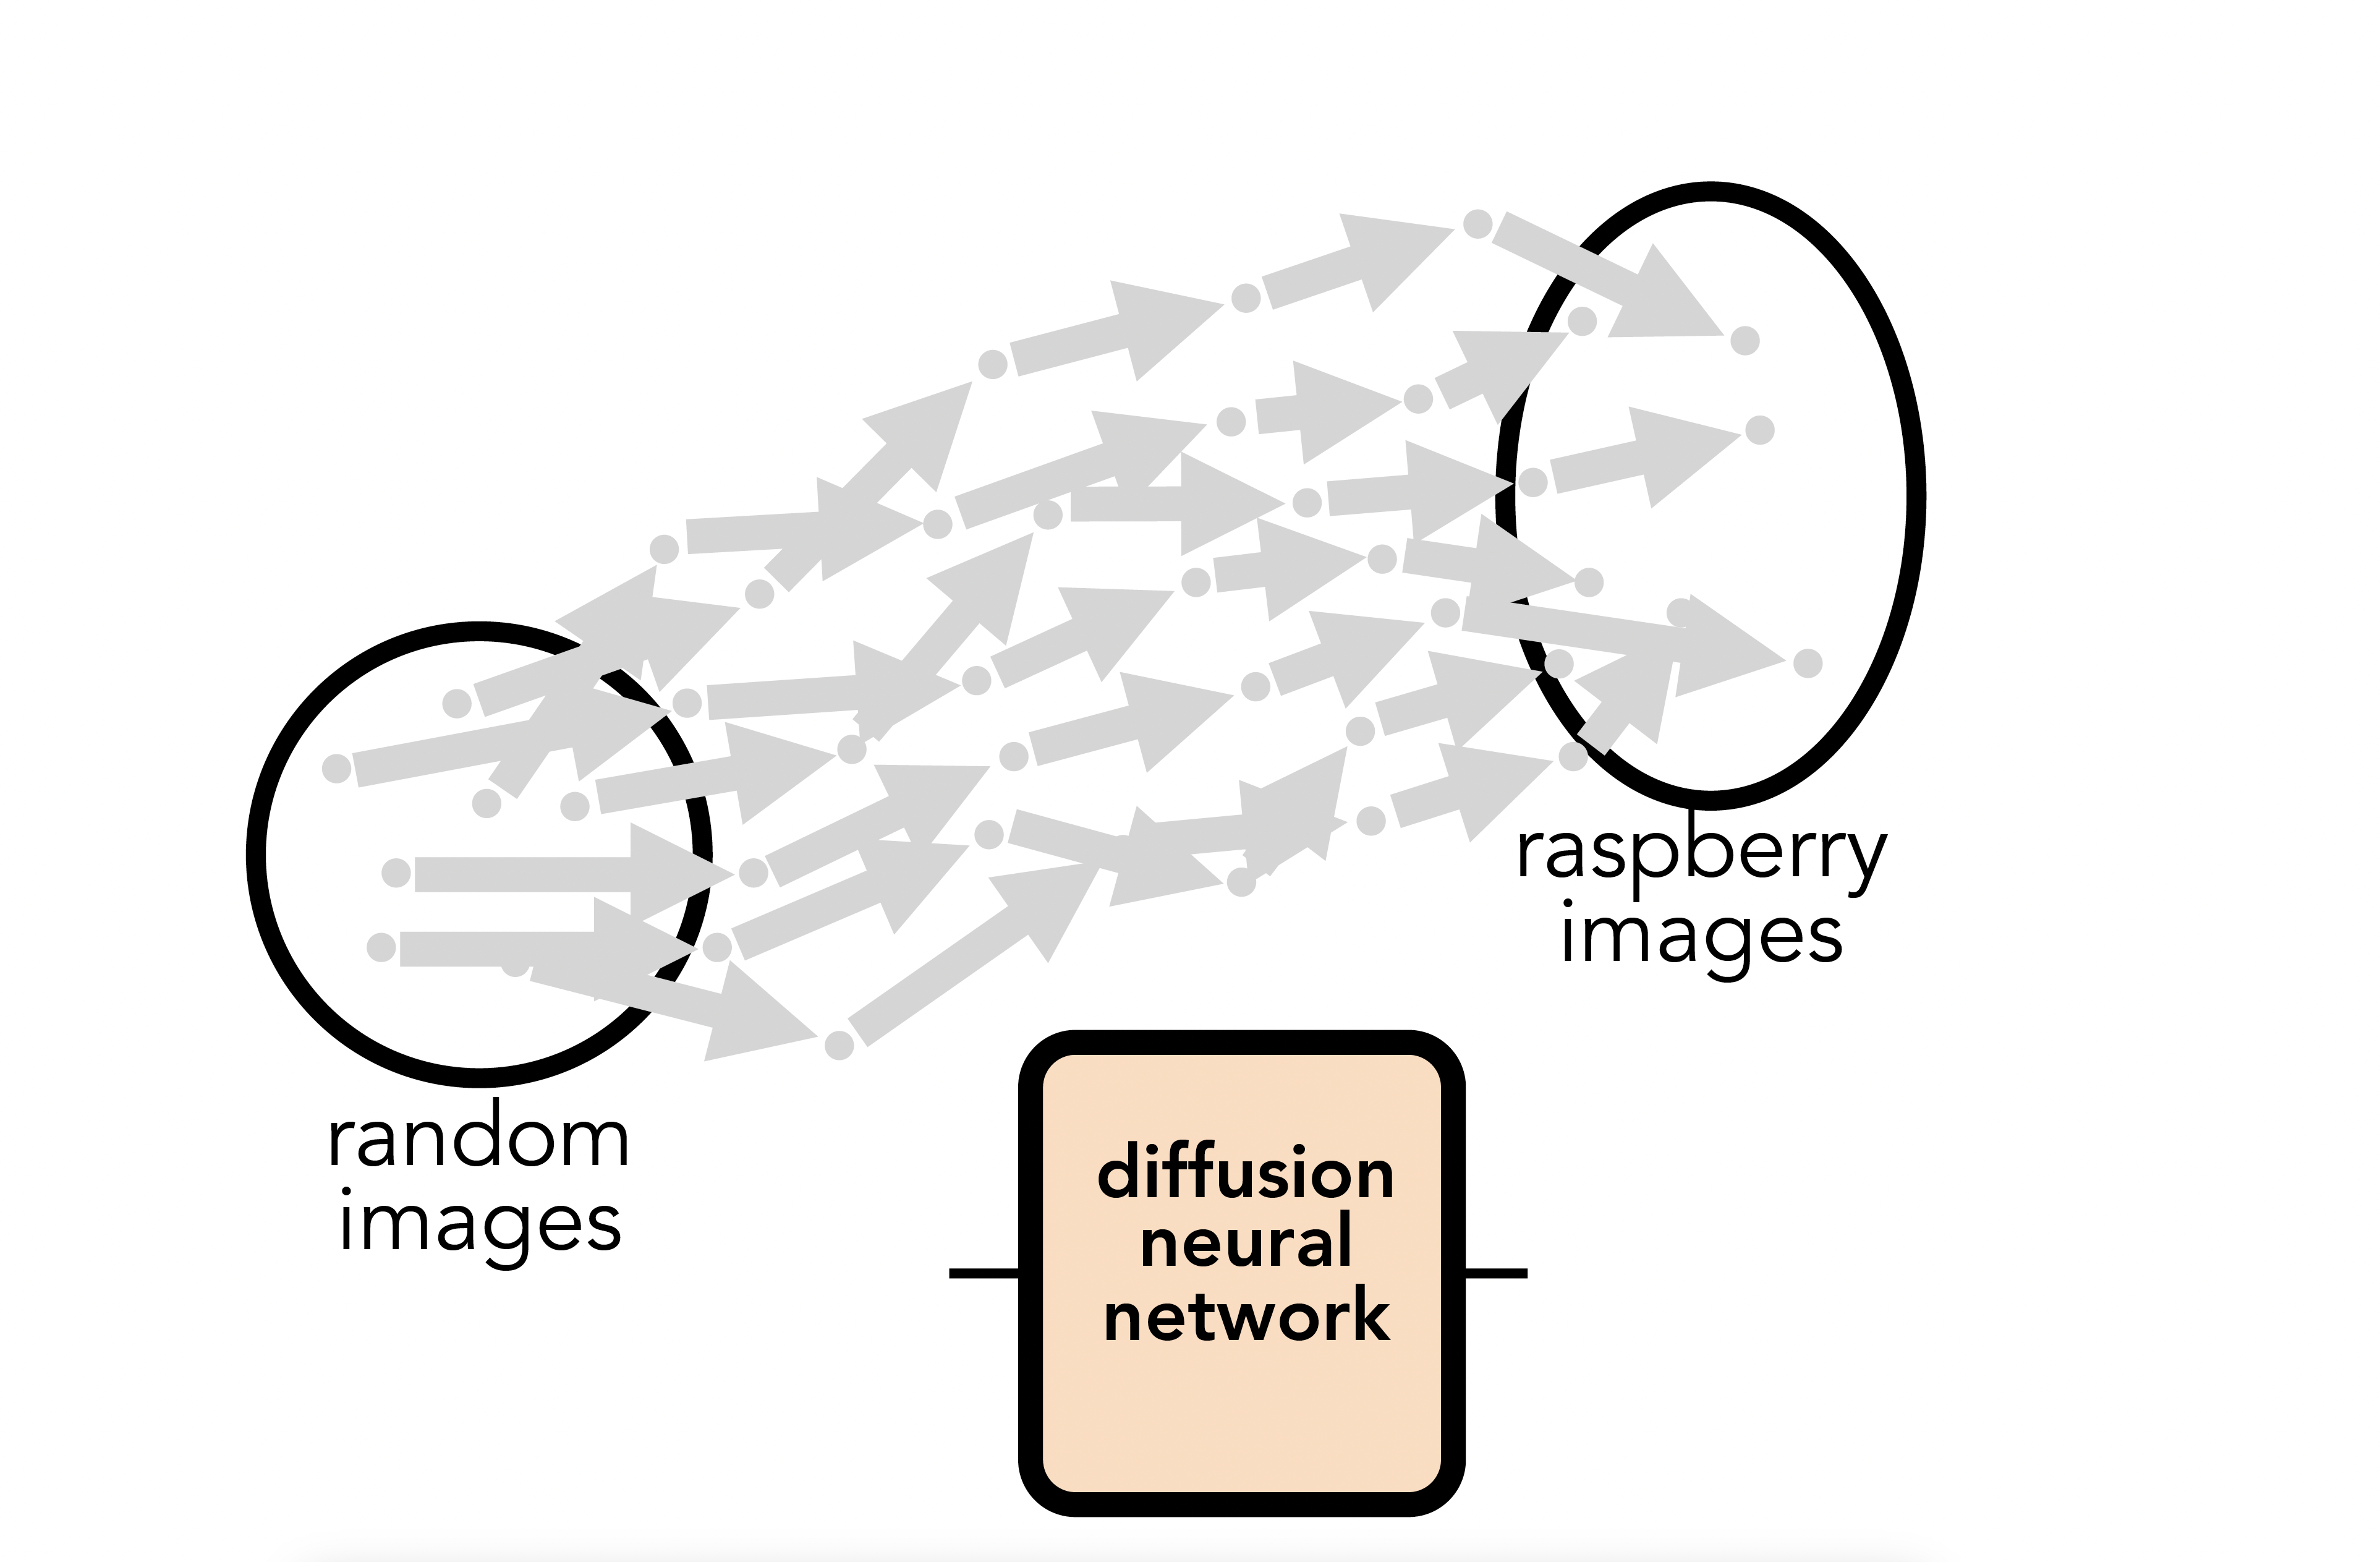 raspberry
images
random
images
diffusion
neural
network